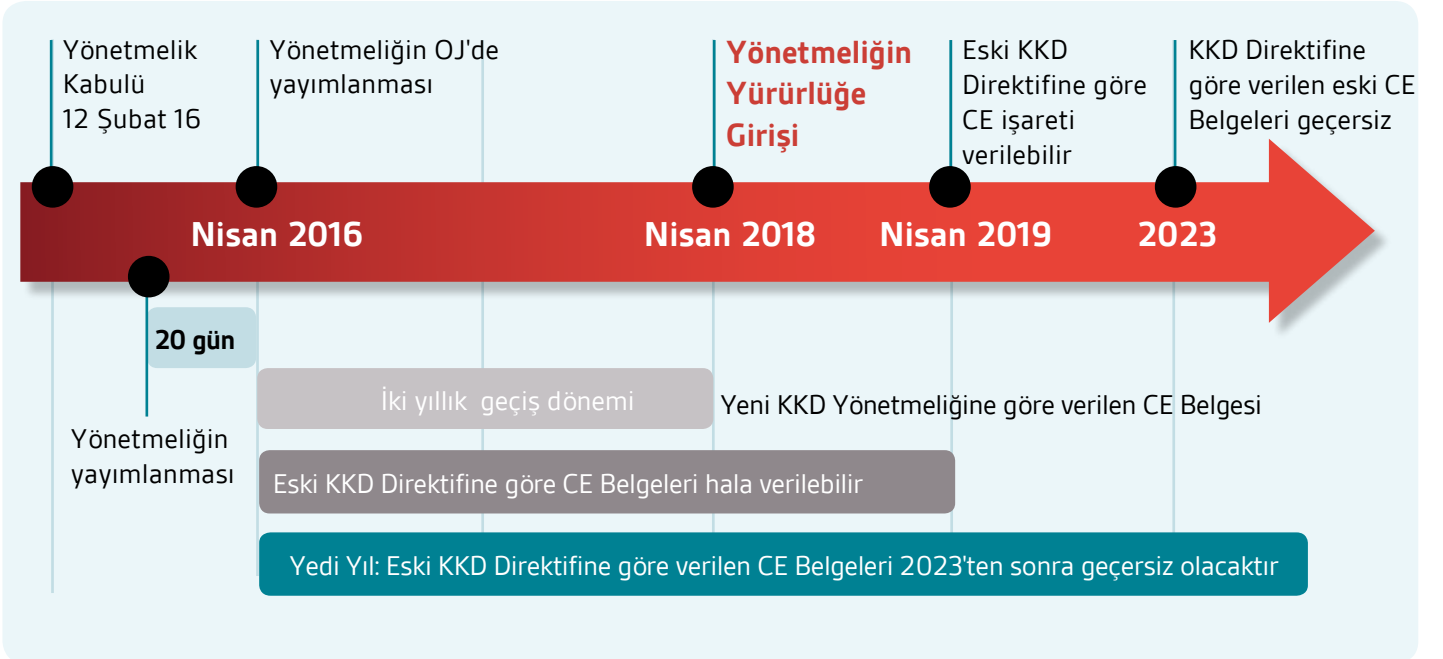 Yönetmelik
Kabulü
12 Şubat 16
Yönetmeliğin OJ'de
yayımlanması
Yönetmeliğin
Yürürlüğe
Girişi
Eski KKD
Direktifine göre
CE işareti
verilebilir
KKD Direktifine
göre verilen eski CE
Belgeleri geçersiz
Nisan 2016
Nisan 2018
Nisan 2019
2023
20 gün
Yönetmeliğin
yayımlanması
İki yıllık geçiş dönemi
Yeni KKD Yönetmeliğine göre verilen CE Belgesi
Eski KKD Direktifine göre CE Belgeleri hala verilebilir
Yedi Yıl: Eski KKD Direktifine göre verilen CE Belgeleri 2023'ten sonra geçersiz olacaktır